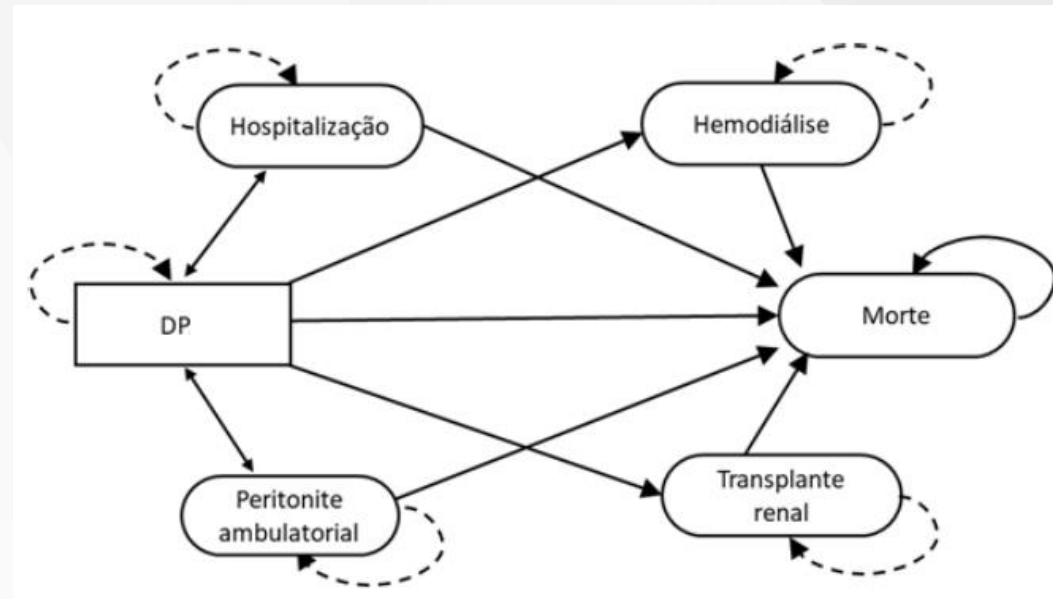 Hospitalização
Hemodiálise
DP
Morte
Peritonite
ambulatorial
Transplante
renal